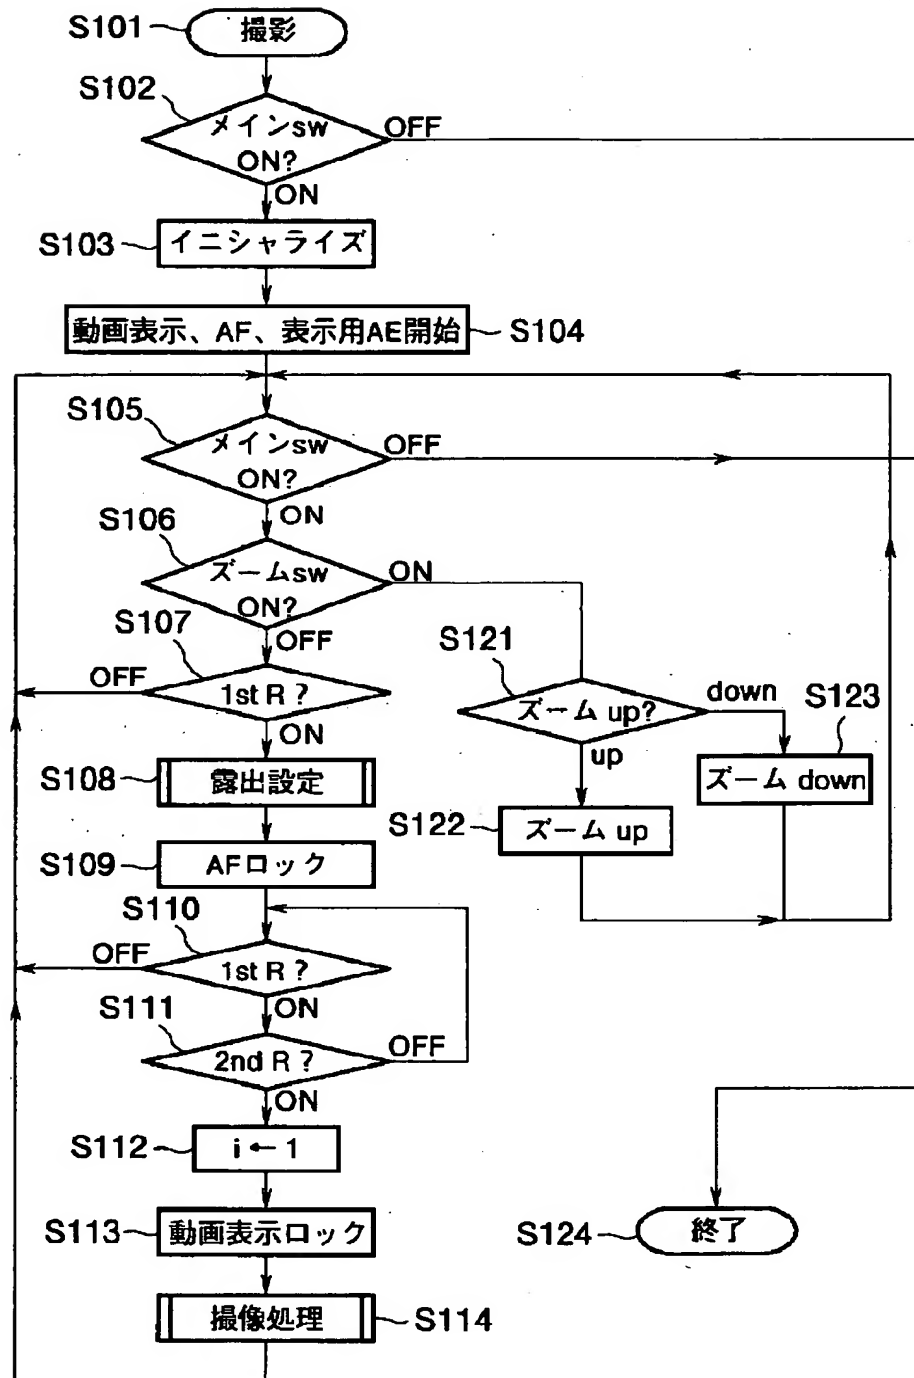 S101
撮影
S102
メインsw
ON?
OFF
ON
S103
イニシャライズ
動画表示、AF、表示用AE開始
S104
S105
メインsw
ON?
OFF
ON
S106
ズームsw
ON?
ON
OFF
S107
1st R ?
OFF
ON
S121
ズーム up?
down
up
S123
ズーム down
S122
ズーム up
S108
露出設定
S109
AFロック
S110
1st R ?
OFF
ON
S111
2nd R ?
OFF
ON
S112
i ← 1
S113
動画表示ロック
S124
終了
撮像処理
S114